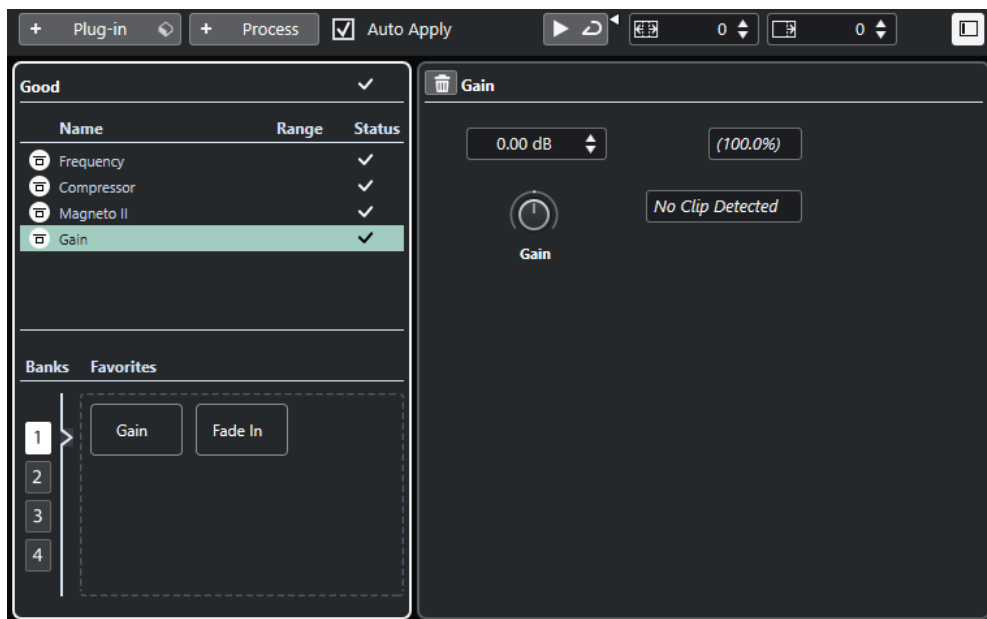 + Plug-in + Process Auto Apply 0 0
Good
Name Range Status
Frequency
Compressor
Magneto II
Gain
Banks Favorites
1
2
3
4
Gain Fade In
Gain
0.00 dB (100.0%)
No Clip Detected
Gain